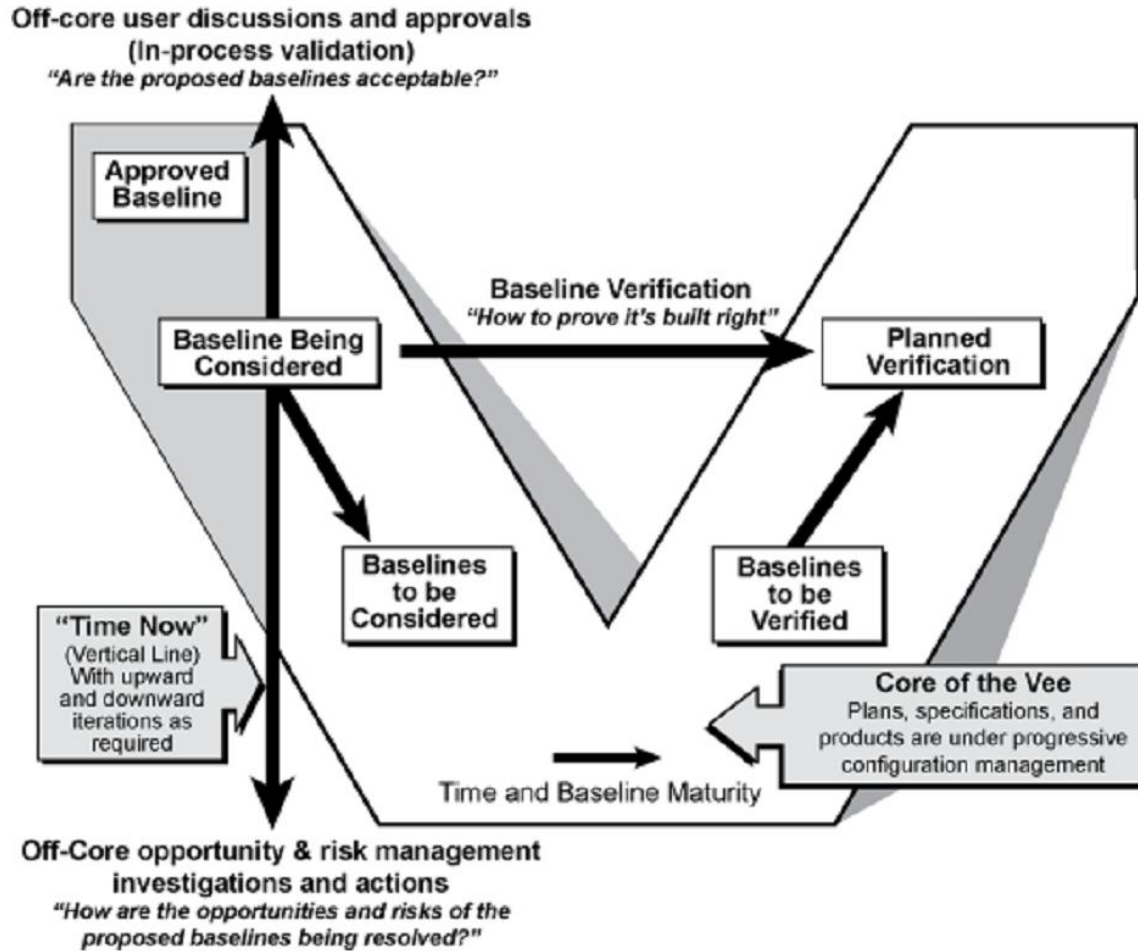 Off-core user discussions and approvals
(In-process validation)
“Are the proposed baselines acceptable?”
Approved
Baseline
Baseline Verification
“How to prove it's built right”
Baseline Being
Considered
Planned
Verification
Baselines
to be
Considered
Baselines
to be
Verified
“Time Now”
(Vertical Line)
With upward
and downward
iterations as
required
Core of the Vee
Plans, specifications, and
products are under progressive
configuration management
Time and Baseline Maturity
Off-Core opportunity & risk management
investigations and actions
“How are the opportunities and risks of the
proposed baselines being resolved?”